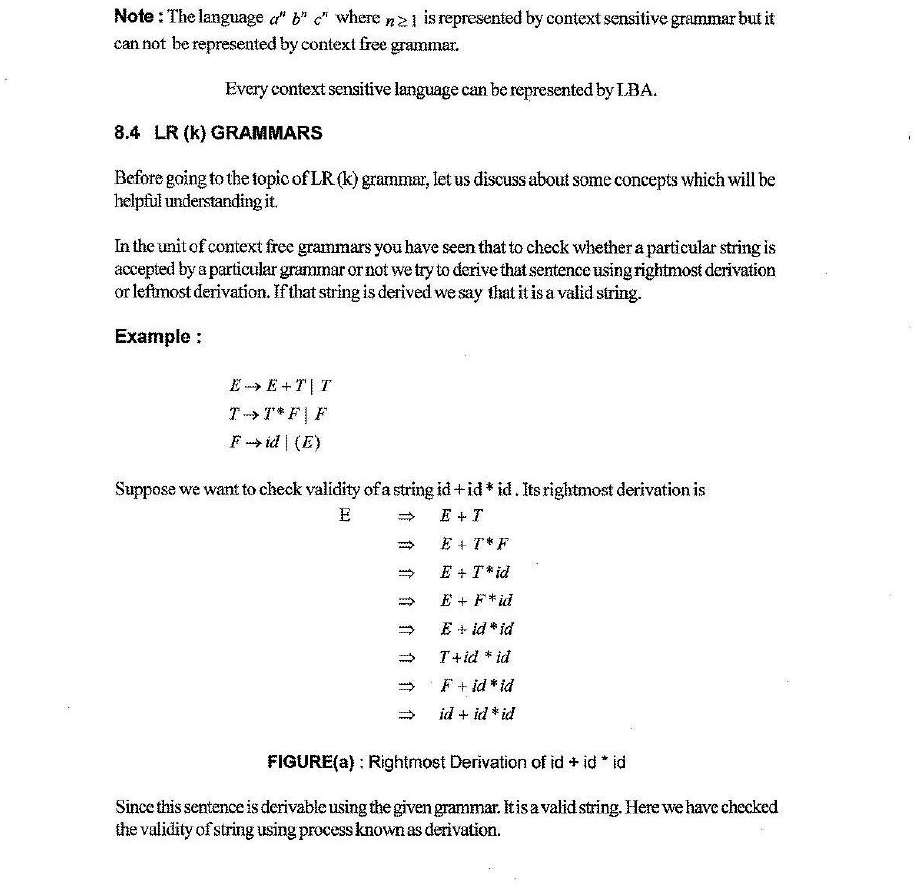 Note : The language aⁿ bⁿ cⁿ where n ≥ 1 is represented by context sensitive grammar but it
can not be represented by context free grammar.
Every context sensitive language can be represented by LBA.
8.4 LR (k) GRAMMARS
Before going to the topic of LR (k) grammar, let us discuss about some concepts which will be
helpful understanding it.
In the unit of context free grammars you have seen that to check whether a particular string is
accepted by a particular grammar or not we try to derive that sentence using rightmost derivation
or leftmost derivation. If that string is derived we say that it is a valid string.
Example :
E → E + T | T
T → T * F | F
F → id | (E)
Suppose we want to check validity of a string id + id * id . Its rightmost derivation is
E ⇒ E + T
⇒ E + T * F
⇒ E + T * id
⇒ E + F * id
⇒ E + id * id
⇒ T + id * id
⇒ F + id * id
⇒ id + id * id
FIGURE(a) : Rightmost Derivation of id + id * id
Since this sentence is derivable using the given grammar. It is a valid string. Here we have checked
the validity of string using process known as derivation.